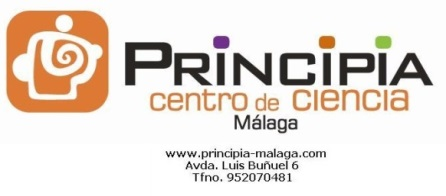 PRINCIPIA
centro de ciencia
Málaga
www.principia-malaga.com
Avda. Luis Buñuel 6
Tfno. 952070481